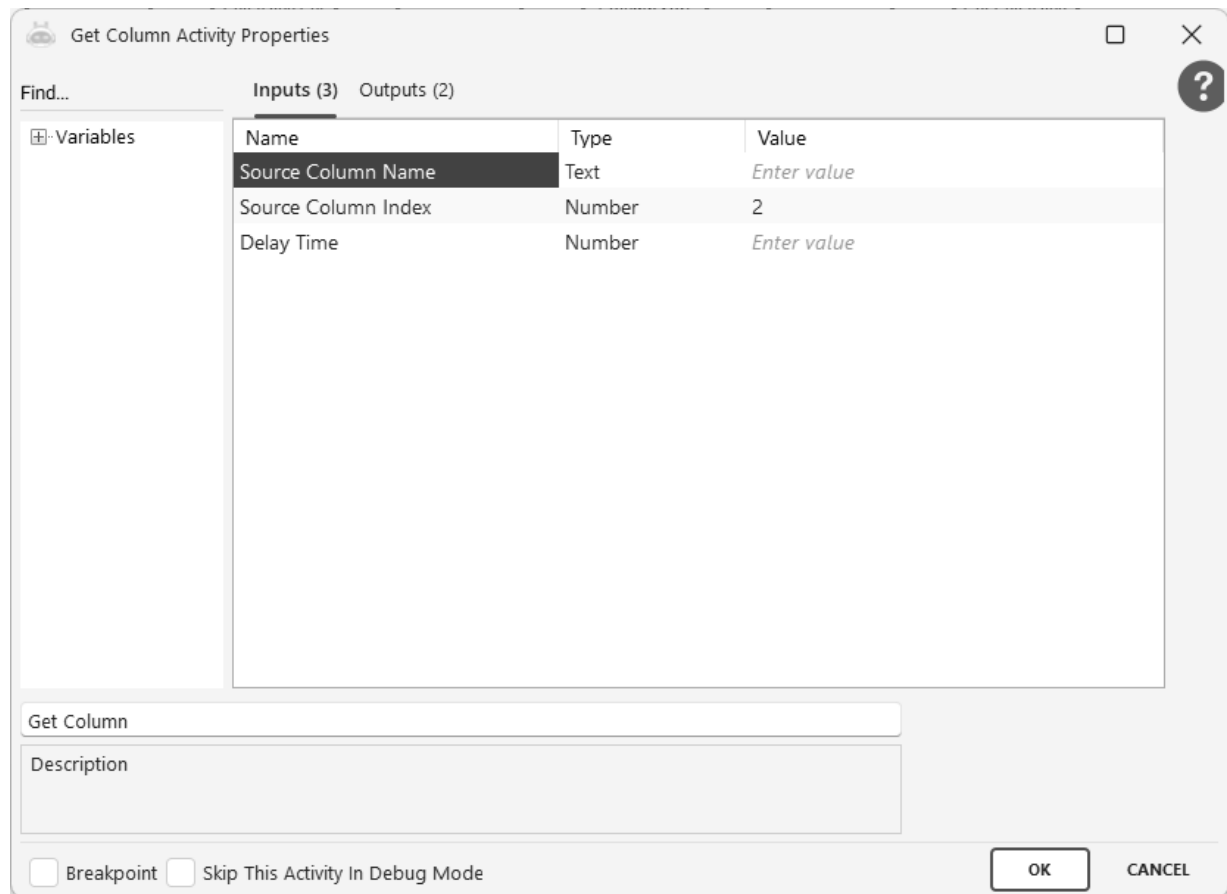 Get Column Activity Properties
Find...
Inputs (3) Outputs (2)
?
Variables
Name Type Value
Source Column Name Text Enter value
Source Column Index Number 2
Delay Time Number Enter value
Get Column
Description
Breakpoint Skip This Activity In Debug Mode
OK CANCEL